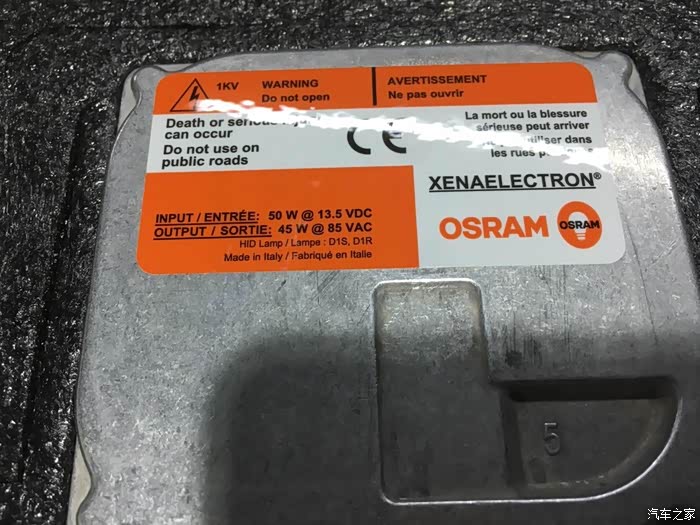 1KV WARNING
Do not open
AVERTISSEMENT
Ne pas ouvrir
Death or serious
can occur
Do not use on
public roads
CE
La mort ou la blessure
sérieuse peut arriver
utiliser dans
les rues
XENAELECTRON®
OSRAM
OSRAM
INPUT / ENTRÉE: 50 W @ 13.5 VDC
OUTPUT / SORTIE: 45 W @ 85 VAC
HID Lamp / Lampe : D1S, D1R
Made in Italy / Fabriqué en Italie
5
汽车之家